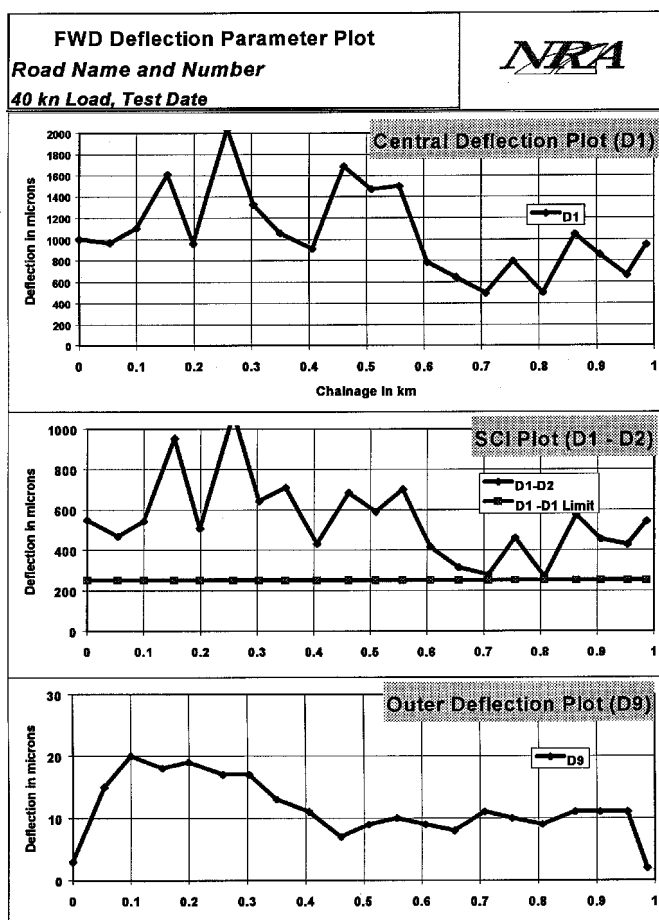 FWD Deflection Parameter Plot
Road Name and Number
40 kn Load, Test Date
NRA
Central Deflection Plot (D1)
Deflection in microns
2000
1800
1600
1400
1200
1000
800
600
400
200
0
D1
0 0.1 0.2 0.3 0.4 0.5 0.6 0.7 0.8 0.9 1
Chainage in km
SCI Plot (D1 - D2)
Deflection in microns
1000
800
600
400
200
0
D1-D2
D1 -D1 Limit
0 0.1 0.2 0.3 0.4 0.5 0.6 0.7 0.8 0.9 1
Outer Deflection Plot (D9)
Deflection in microns
30
20
10
0
D9
0 0.1 0.2 0.3 0.4 0.5 0.6 0.7 0.8 0.9 1